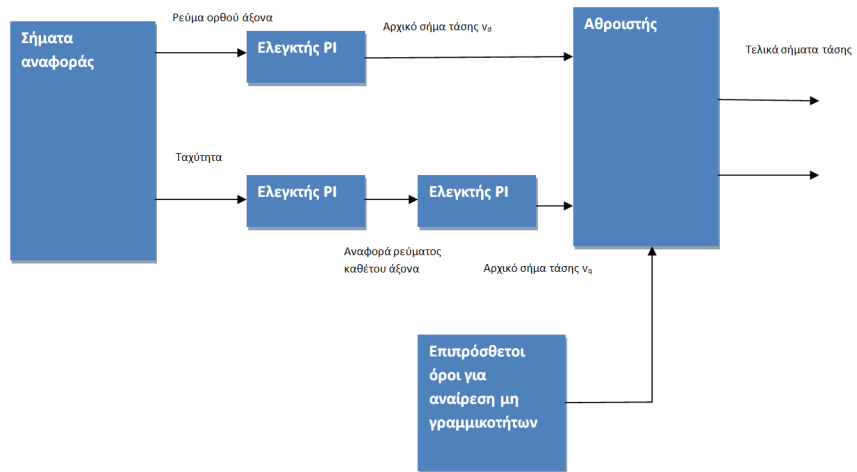 Σήματα
αναφοράς
Ρεύμα ορθού άξονα
Ελεγκτής PI
Αρχικό σήμα τάσης vd
Αθροιστής
Τελικά σήματα τάσης
Ταχύτητα
Ελεγκτής PI
Ελεγκτής PI
Αναφορά ρεύματος
καθέτου άξονα
Αρχικό σήμα τάσης vq
Επιπρόσθετοι
όροι για
αναίρεση μη
γραμμικοτήτων